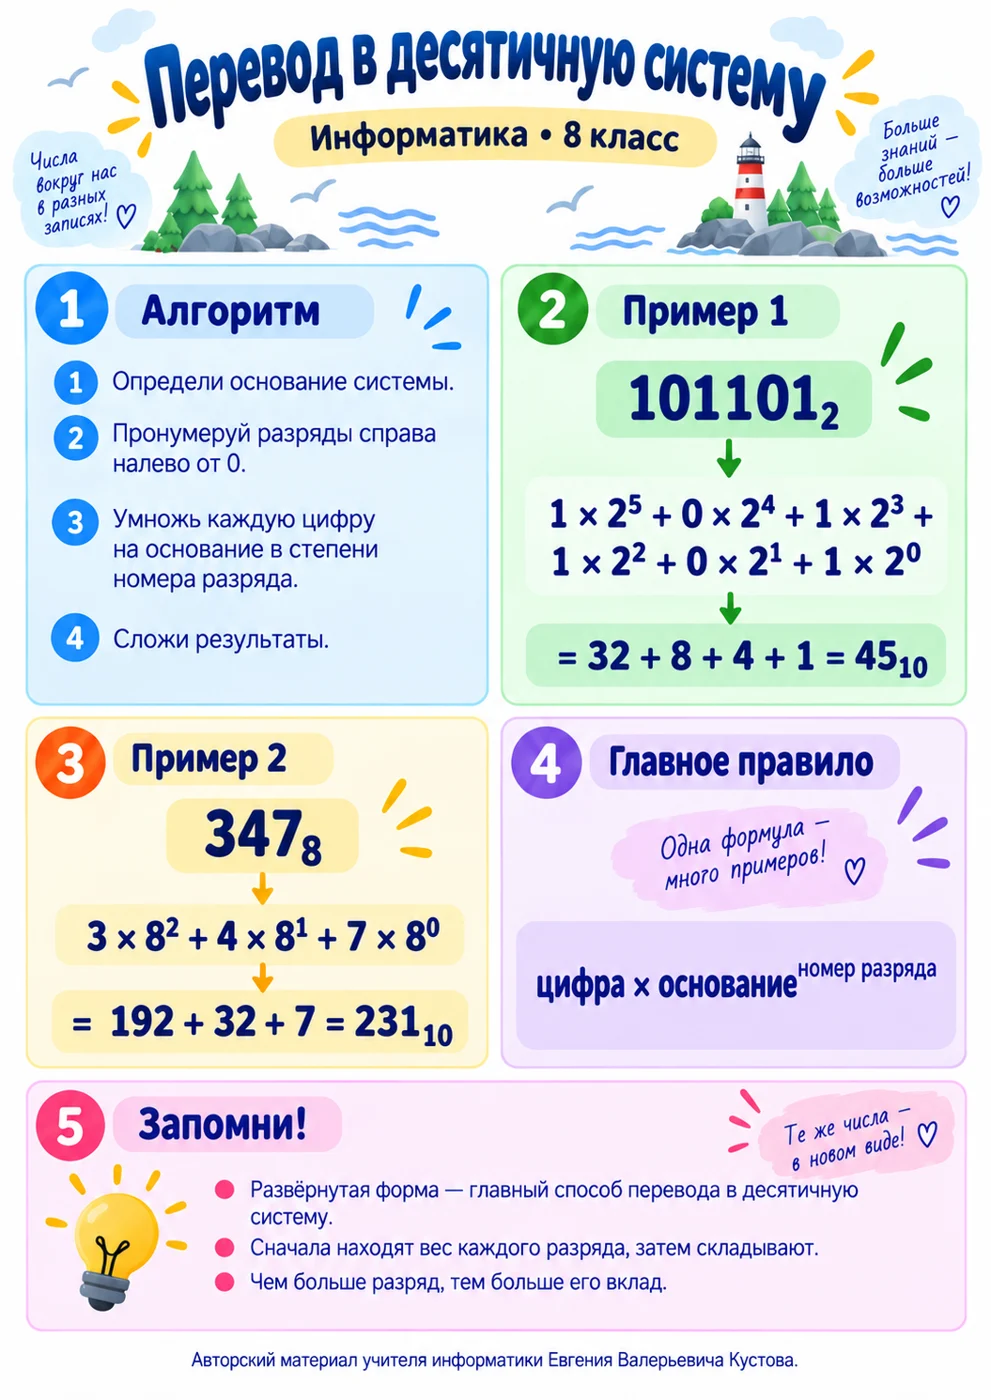 Перевод в десятичную систему
Информатика • 8 класс
Числа
вокруг нас
в разных
записях!
Больше
знаний –
больше
возможностей!
1 Алгоритм
1 Определи основание системы.
2 Пронумеруй разряды справа
налево от 0.
3 Умножь каждую цифру
на основание в степени
номера разряда.
4 Сложи результаты.
2 Пример 1
101101₂
1 × 2⁵ + 0 × 2⁴ + 1 × 2³ +
1 × 2² + 0 × 2¹ + 1 × 2⁰
= 32 + 8 + 4 + 1 = 45₁₀
3 Пример 2
347₈
3 × 8² + 4 × 8¹ + 7 × 8⁰
= 192 + 32 + 7 = 231₁₀
4 Главное правило
Одна формула –
много примеров!
цифра × основание^номер разряда
5 Запомни!
Те же числа –
в новом виде!
Развёрнутая форма — главный способ перевода в десятичную
систему.
Сначала находят вес каждого разряда, затем складывают.
Чем больше разряд, тем больше его вклад.
Авторский материал учителя информатики Евгения Валерьевича Кустова.